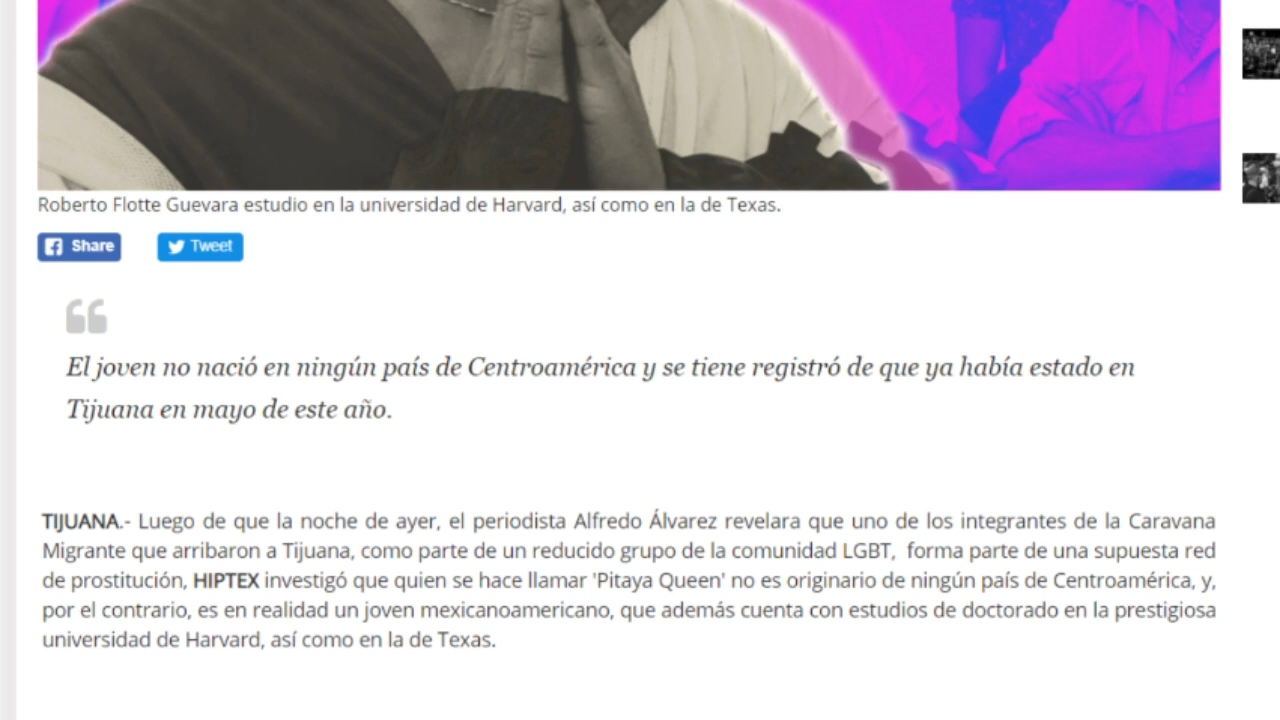 Roberto Flotte Guevara estudio en la universidad de Harvard, así como en la de Texas.
Share
Tweet
El joven no nació en ningún país de Centroamérica y se tiene registró de que ya había estado en
Tijuana en mayo de este año.
TIJUANA.- Luego de que la noche de ayer, el periodista Alfredo Álvarez revelara que uno de los integrantes de la Caravana
Migrante que arribaron a Tijuana, como parte de un reducido grupo de la comunidad LGBT, forma parte de una supuesta red
de prostitución, HIPTEX investigó que quien se hace llamar 'Pitaya Queen' no es originario de ningún país de Centroamérica, y,
por el contrario, es en realidad un joven mexicanoamericano, que además cuenta con estudios de doctorado en la prestigiosa
universidad de Harvard, así como en la de Texas.